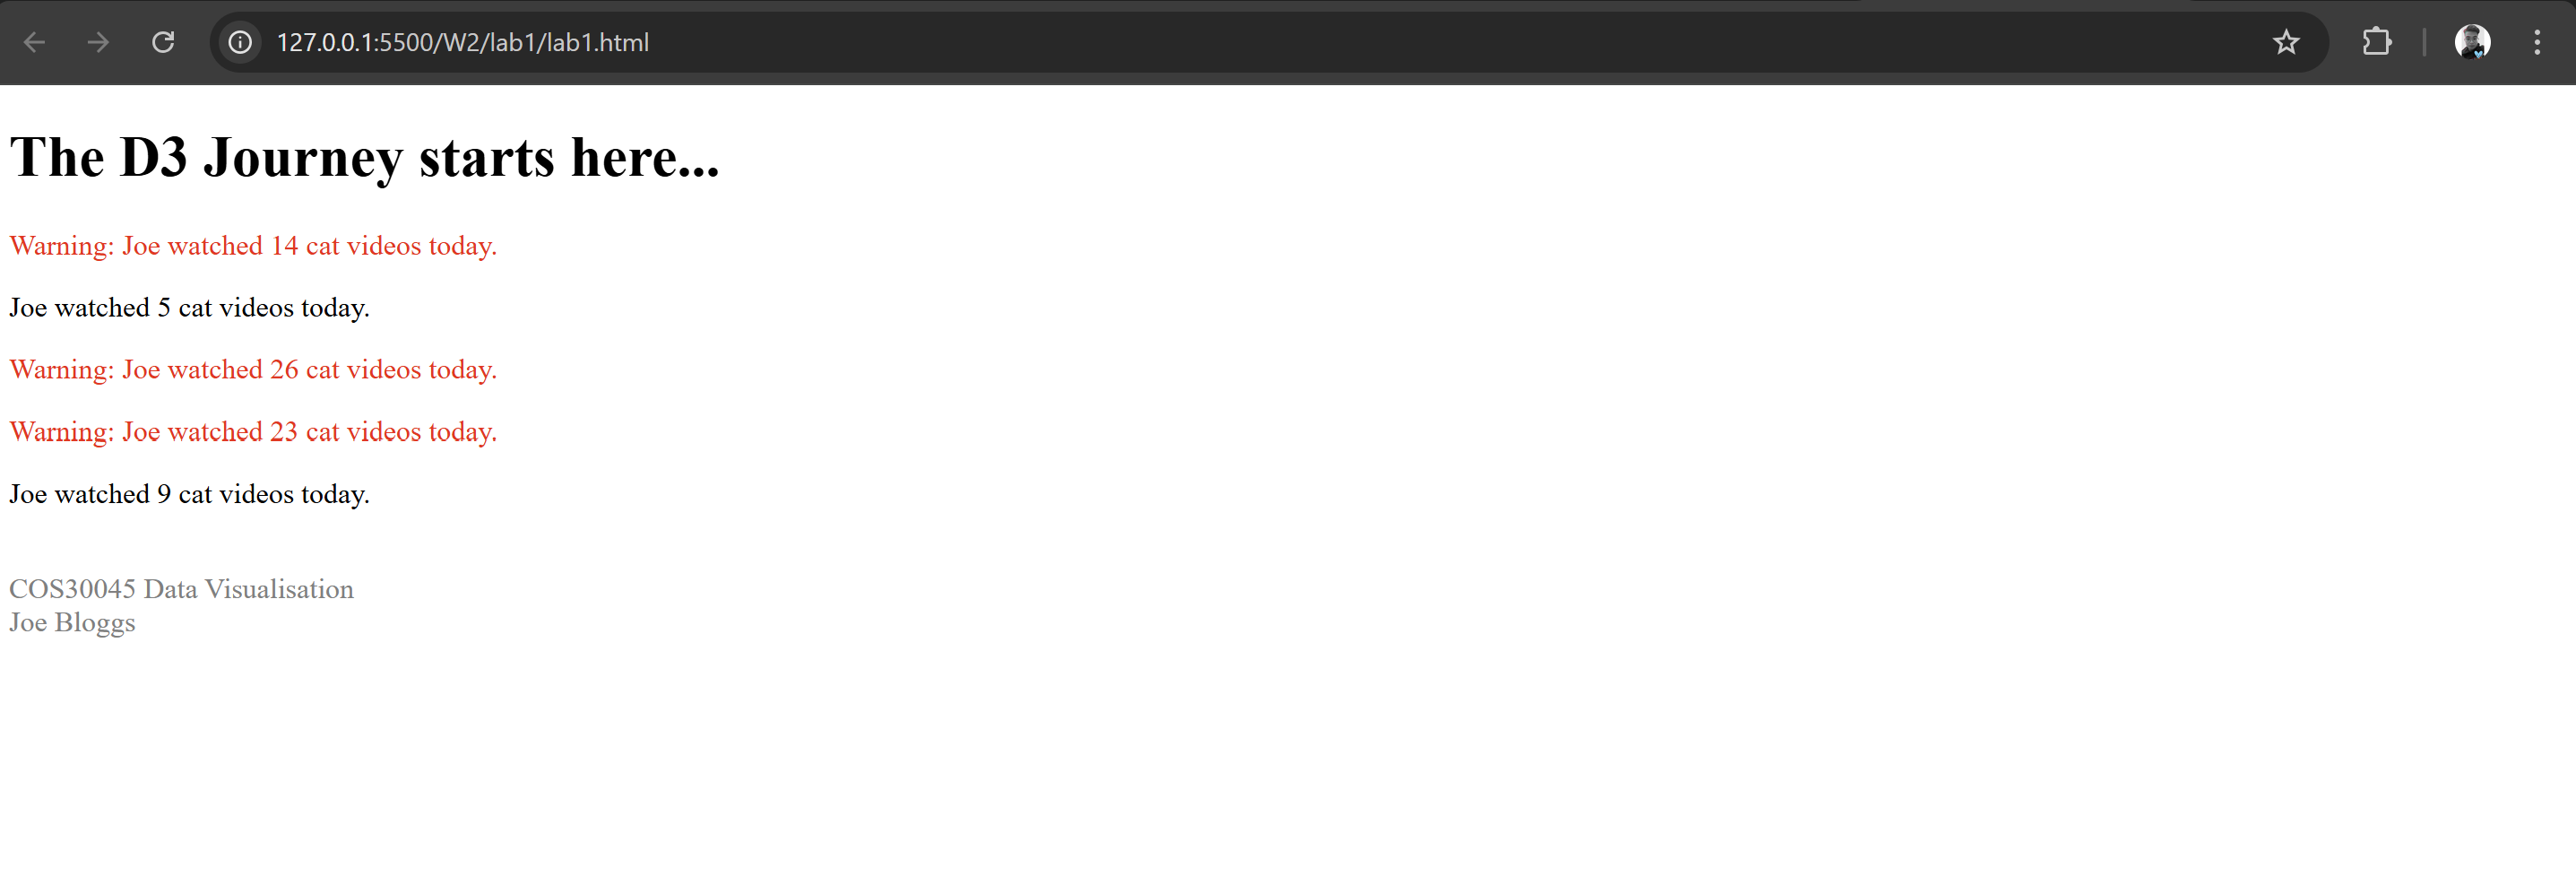 127.0.0.1:5500/W2/lab1/lab1.html
The D3 Journey starts here...
Warning: Joe watched 14 cat videos today.
Joe watched 5 cat videos today.
Warning: Joe watched 26 cat videos today.
Warning: Joe watched 23 cat videos today.
Joe watched 9 cat videos today.
COS30045 Data Visualisation
Joe Bloggs